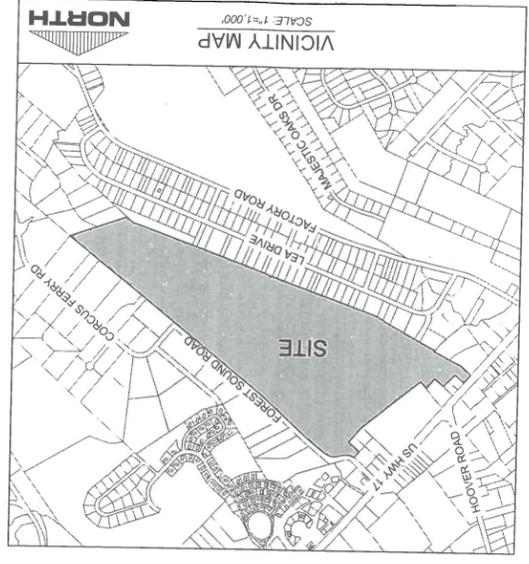 HOOVER ROAD
US HWY 17
SITE
FOREST SOUND ROAD
CORCUS FERRY RD
LEA DRIVE
FACTORY ROAD
MAJESTIC OAKS DR
VICINITY MAP
SCALE: 1"=1,000'
NORTH